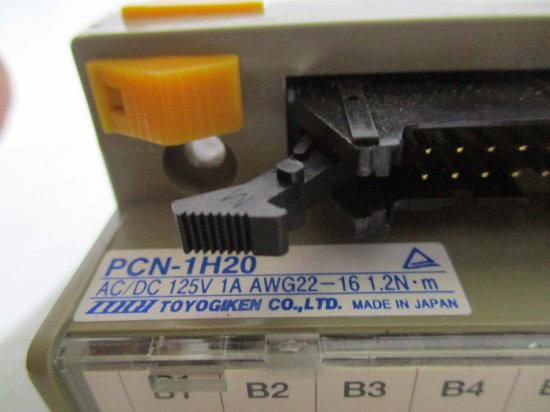 PCN-1H20
AC/DC 125V 1A AWG22-16 1.2N·m
TOYOGIKEN CO.,LTD. MADE IN JAPAN
B1 B2 B3 B4